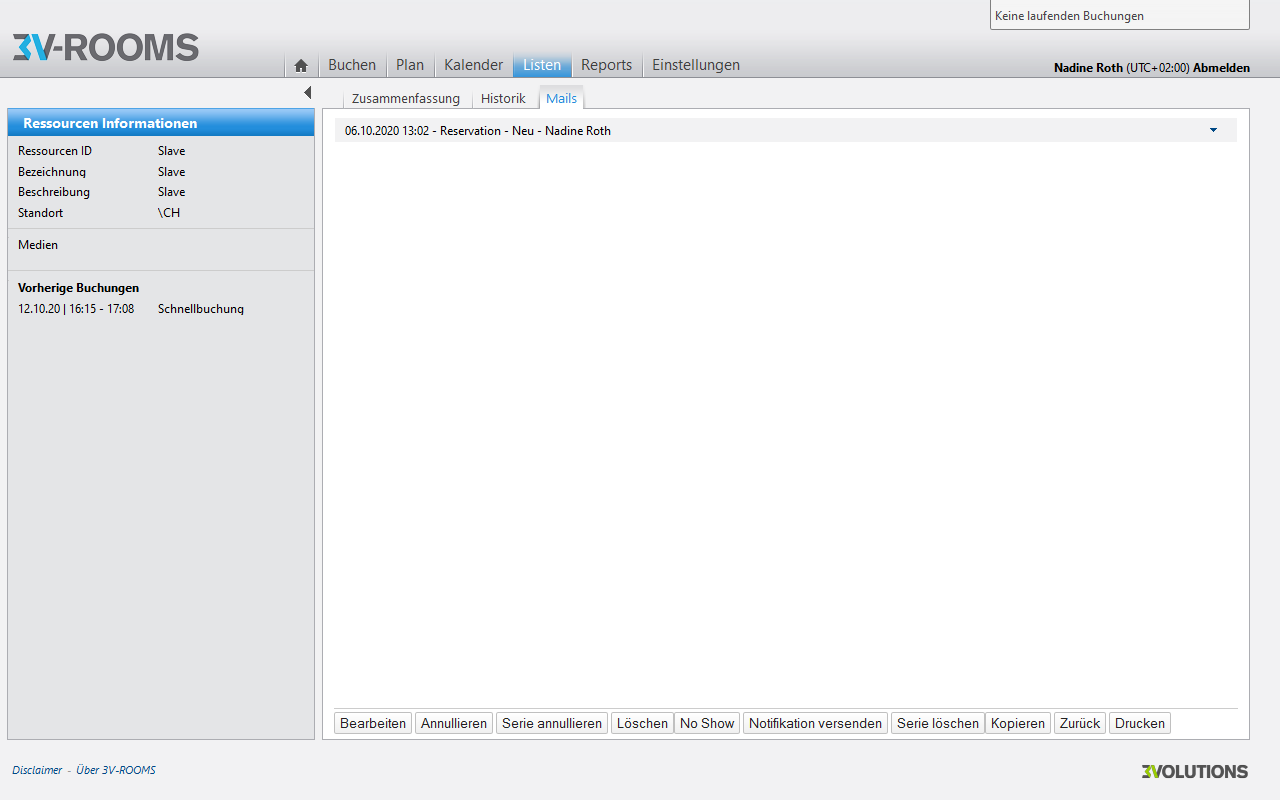 Keine laufenden Buchungen
3V-ROOMS
Buchen Plan Kalender Listen Reports Einstellungen
Nadine Roth (UTC+02:00) Abmelden
Zusammenfassung Historik Mails
Ressourcen Informationen
Ressourcen ID Slave
Bezeichnung Slave
Beschreibung Slave
Standort \CH
Medien
Vorherige Buchungen
12.10.20 | 16:15 - 17:08 Schnellbuchung
06.10.2020 13:02 - Reservation - Neu - Nadine Roth
Bearbeiten Annullieren Serie annullieren Löschen No Show Notifikation versenden Serie löschen Kopieren Zurück Drucken
Disclaimer - Über 3V-ROOMS
3VOLUTIONS